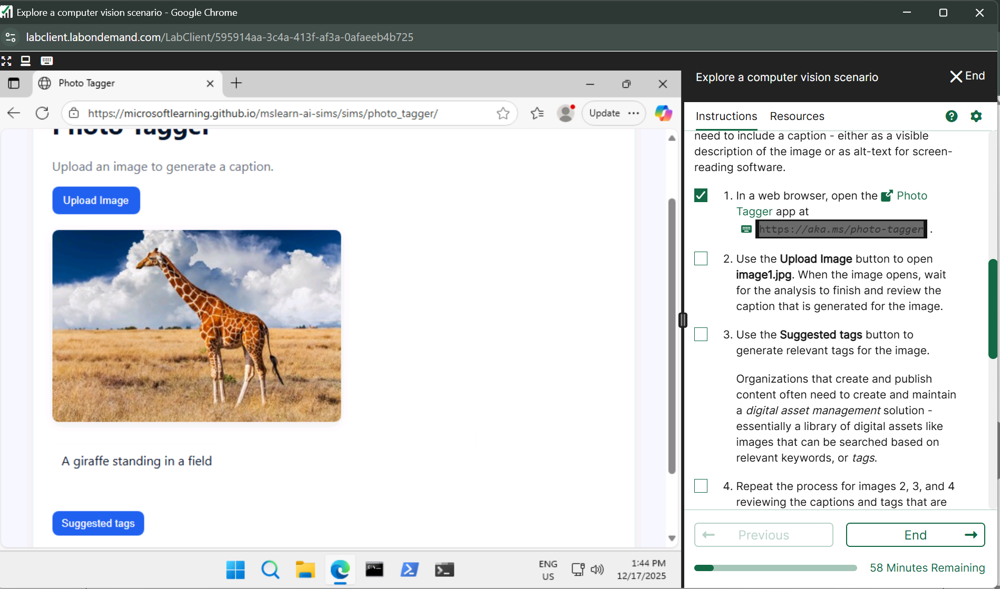 Explore a computer vision scenario - Google Chrome
labclient.labondemand.com/LabClient/595914aa-3c4a-413f-af3a-0afaeeb4b725
Photo Tagger
https://microsoftlearning.github.io/mslearn-ai-sims/sims/photo_tagger/
Update
Photo Tagger
Upload an image to generate a caption.
Upload Image
A giraffe standing in a field
Suggested tags
ENG
US
1:44 PM
12/17/2025
Explore a computer vision scenario
End
Instructions
Resources
need to include a caption - either as a visible
description of the image or as alt-text for screen-
reading software.
1. In a web browser, open the Photo
Tagger app at
https://aka.ms/photo-tagger .
2. Use the Upload Image button to open
image1.jpg. When the image opens, wait
for the analysis to finish and review the
caption that is generated for the image.
3. Use the Suggested tags button to
generate relevant tags for the image.
Organizations that create and publish
content often need to create and maintain
a digital asset management solution -
essentially a library of digital assets like
images that can be searched based on
relevant keywords, or tags.
4. Repeat the process for images 2, 3, and 4
reviewing the captions and tags that are
Previous
End
58 Minutes Remaining